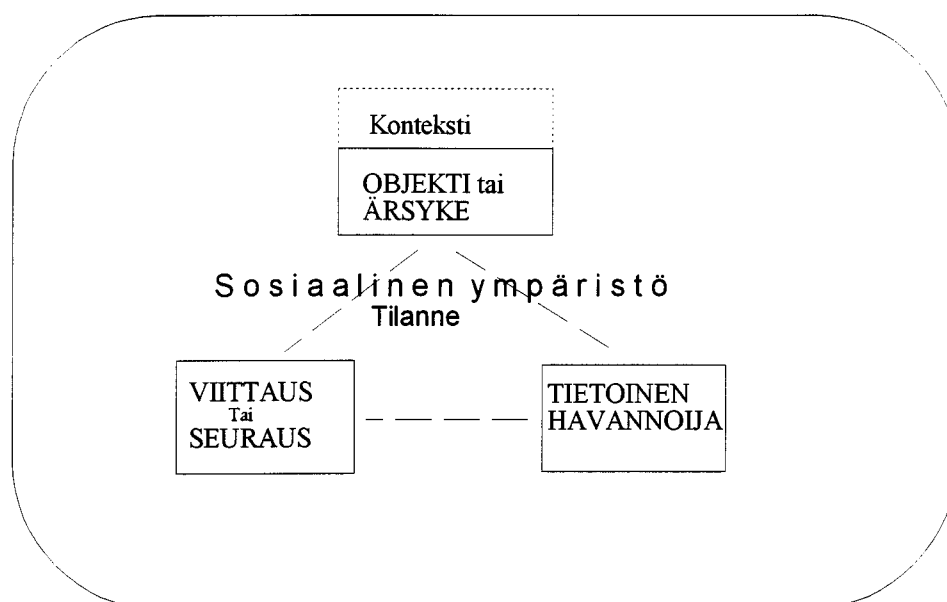 Konteksti
OBJEKTI tai
ÄRSYKE
Sosiaalinen ympäristö
Tilanne
VIITTAUS
Tai
SEURAUS
TIETOINEN
HAVANNOIJA